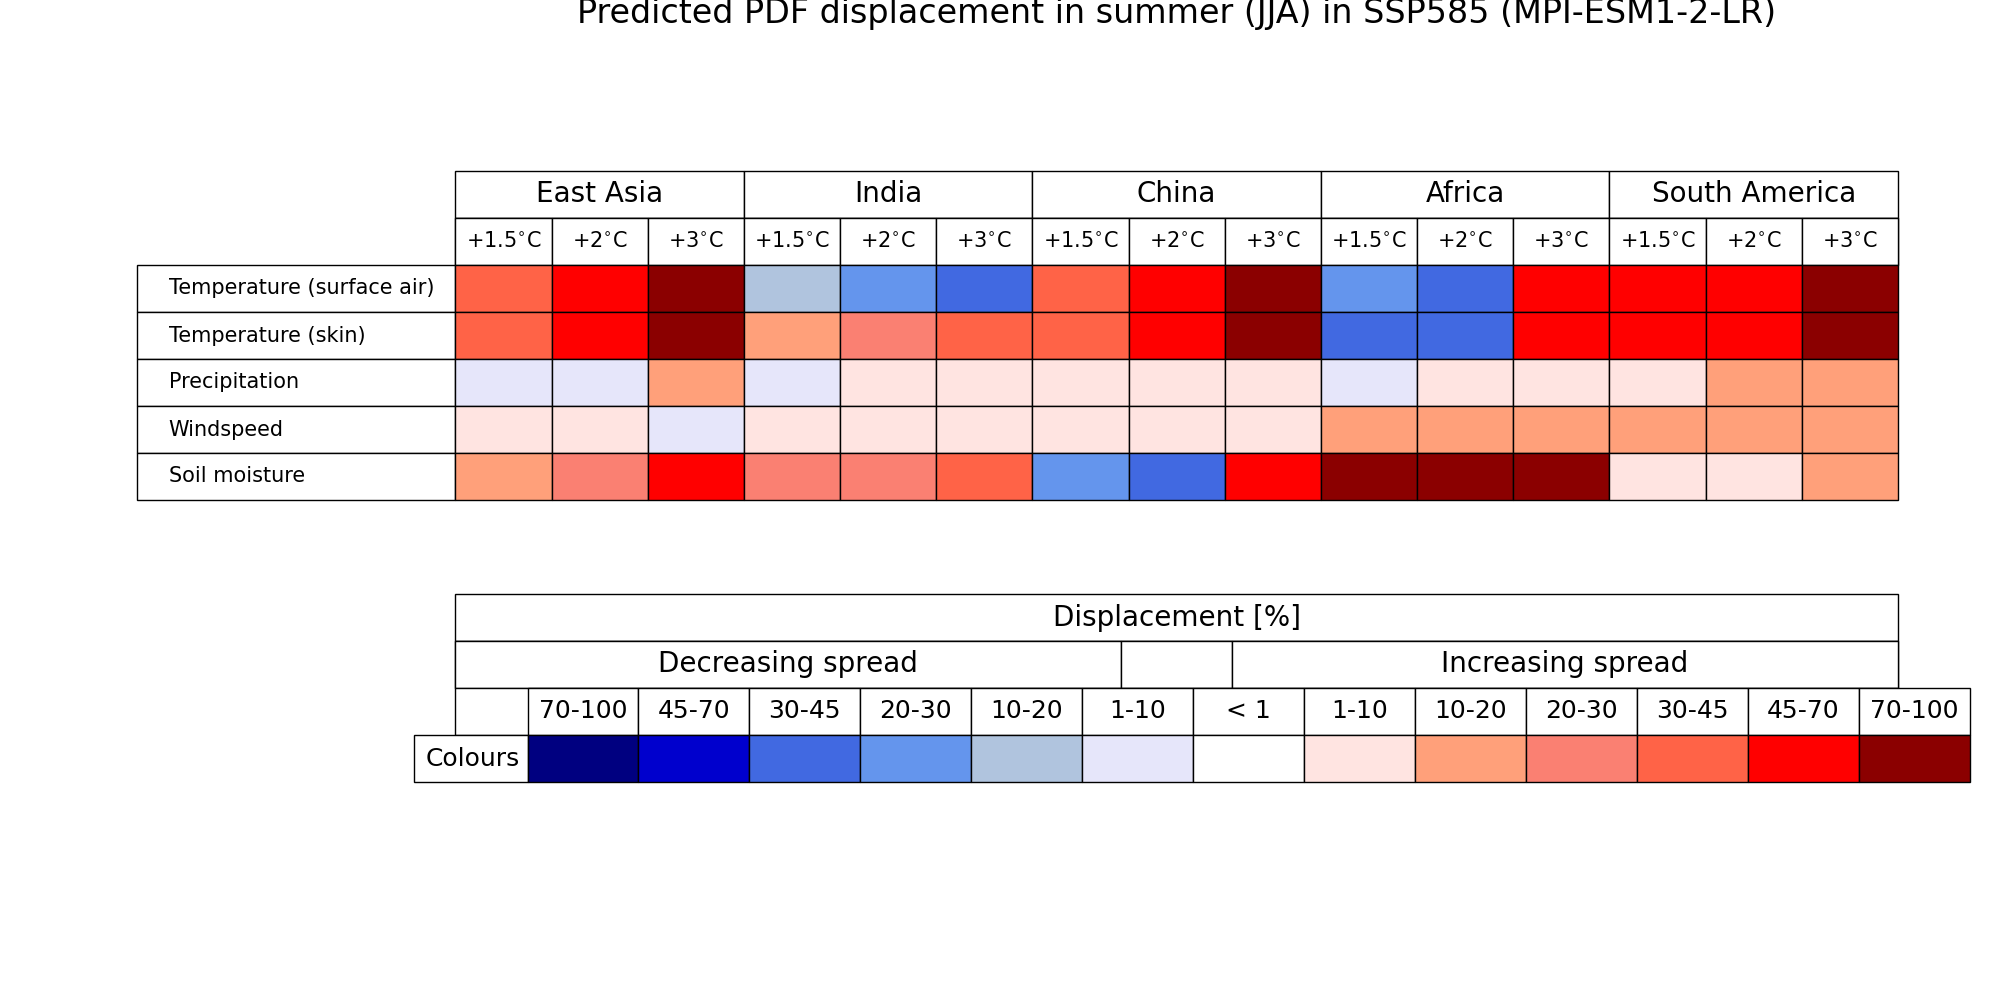 Predicted PDF displacement in summer (JJA) in SSP585 (MPI-ESM1-2-LR)
East Asia India China Africa South America
+1.5°C +2°C +3°C +1.5°C +2°C +3°C +1.5°C +2°C +3°C +1.5°C +2°C +3°C +1.5°C +2°C +3°C
Temperature (surface air)
Temperature (skin)
Precipitation
Windspeed
Soil moisture
Displacement [%]
Decreasing spread Increasing spread
70-100 45-70 30-45 20-30 10-20 1-10 < 1 1-10 10-20 20-30 30-45 45-70 70-100
Colours